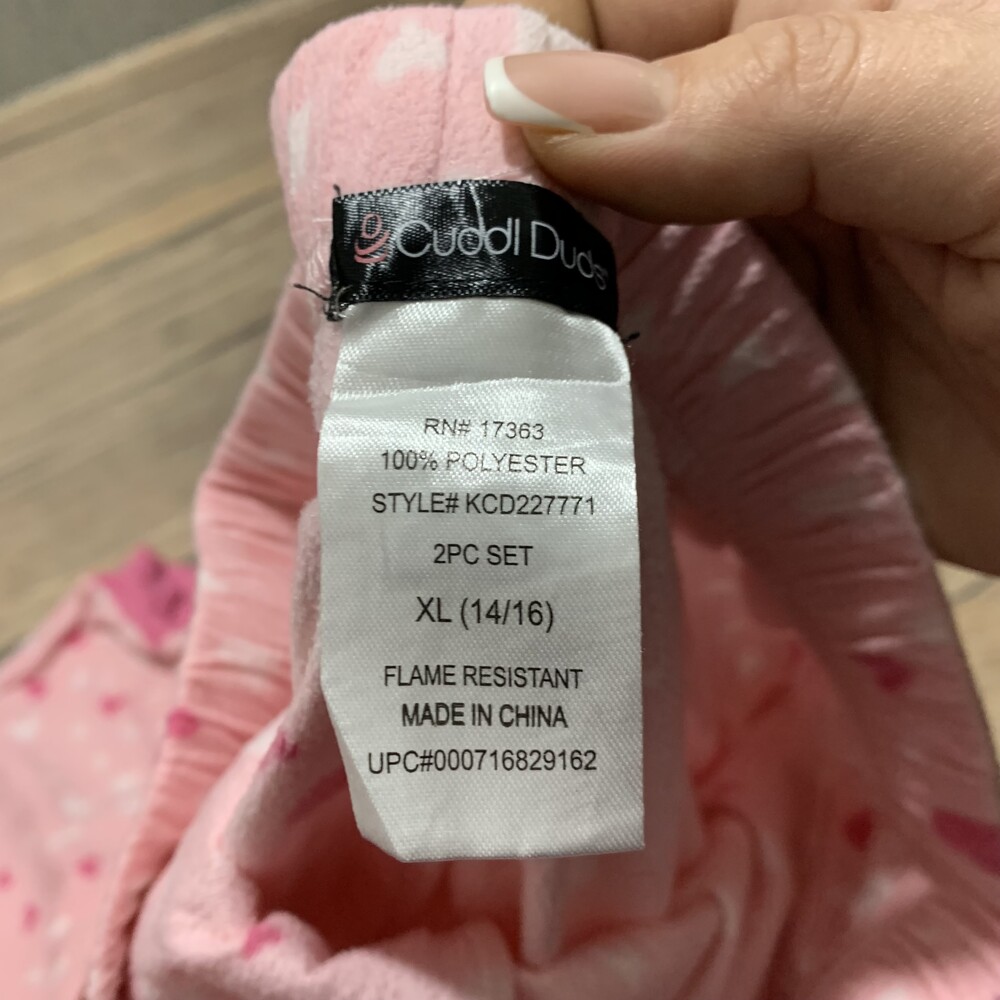 Cuddl Duds
RN# 17363
100% POLYESTER
STYLE# KCD227771
2PC SET
XL (14/16)
FLAME RESISTANT
MADE IN CHINA
UPC#000716829162